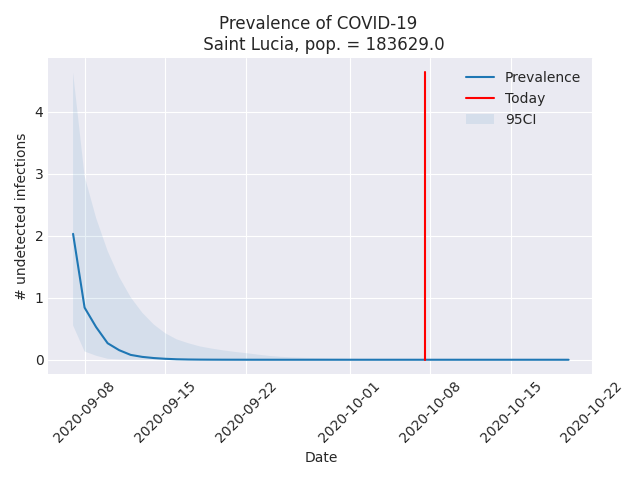 Prevalence of COVID-19
Saint Lucia, pop. = 183629.0
Prevalence
Today
95CI
# undetected infections
4
3
2
1
0
2020-09-08
2020-09-15
2020-09-22
2020-10-01
2020-10-08
2020-10-15
2020-10-22
Date